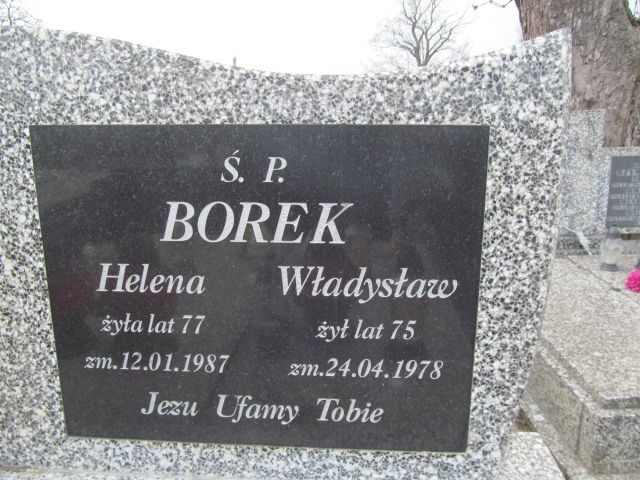 Ś. P.
BOREK
Helena Władysław
żyła lat 77 żył lat 75
zm. 12.01.1987 zm. 24.04.1978
Jezu Ufamy Tobie